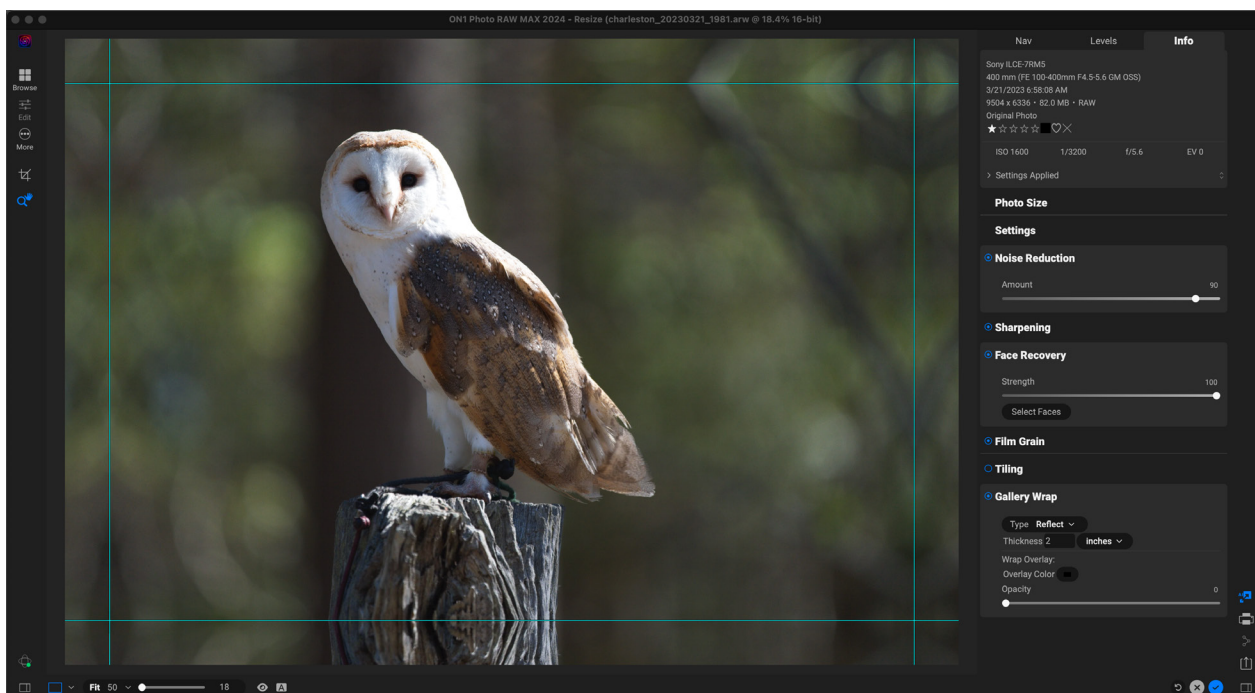 ON1 Photo RAW MAX 2024 - Resize (charleston_20230321_1981.arw @ 18.4% 16-bit)
Browse
Edit
More
Nav Levels Info
Sony ILCE-7RM5
400 mm (FE 100-400mm F4.5-5.6 GM OSS)
3/21/2023 6:58:08 AM
9504 x 6336 • 82.0 MB • RAW
Original Photo
ISO 1600 1/3200 f/5.6 EV 0
Settings Applied
Photo Size
Settings
Noise Reduction
Amount 90
Sharpening
Face Recovery
Strength 100
Select Faces
Film Grain
Tiling
Gallery Wrap
Type Reflect
Thickness 2 inches
Wrap Overlay:
Overlay Color
Opacity 0
Fit 50 18 A